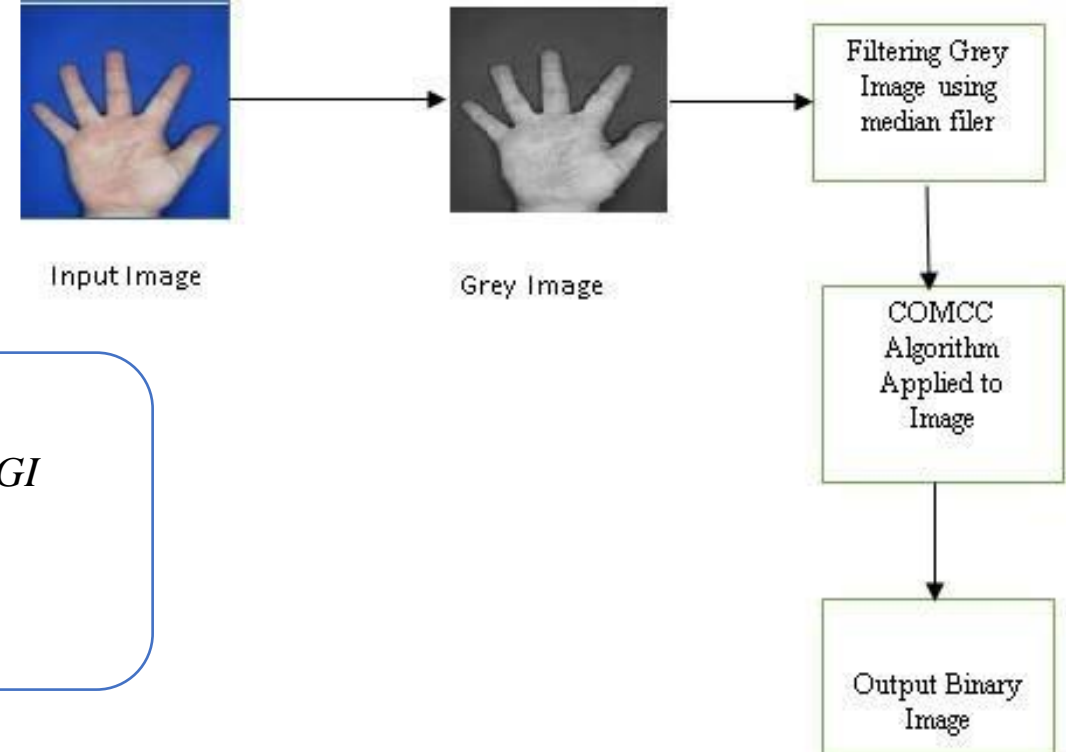 Filtering Grey
Image using
median filer
Input Image
Grey Image
COMCC
Algorithm
Applied to
Image
GI
Output Binary
Image